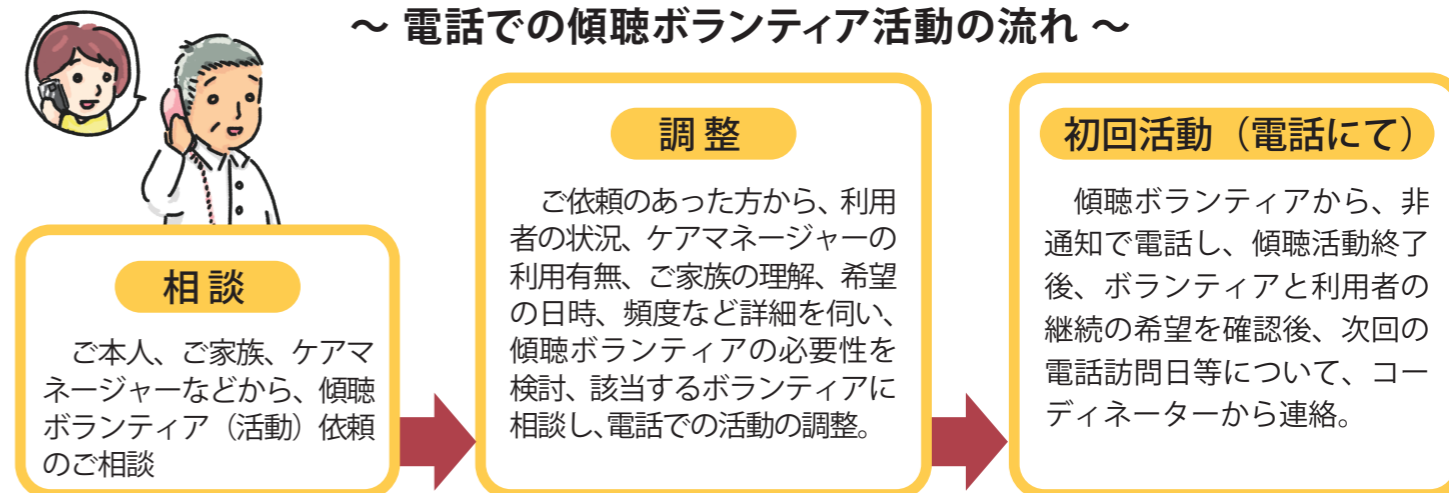 ～ 電話での傾聴ボランティア活動の流れ ～
相談
ご本人、ご家族、ケアマ
ネージャーなどから、傾聴
ボランティア（活動）依頼
のご相談
調整
ご依頼のあった方から、利用
者の状況、ケアマネージャーの
利用有無、ご家族の理解、希望
の日時、頻度など詳細を伺い、
傾聴ボランティアの必要性を
検討、該当するボランティアに
相談し、電話での活動の調整。
初回活動（電話にて）
傾聴ボランティアから、非
通知で電話し、傾聴活動終了
後、ボランティアと利用者の
継続の希望を確認後、次回の
電話訪問日等について、コー
ディネーターから連絡。